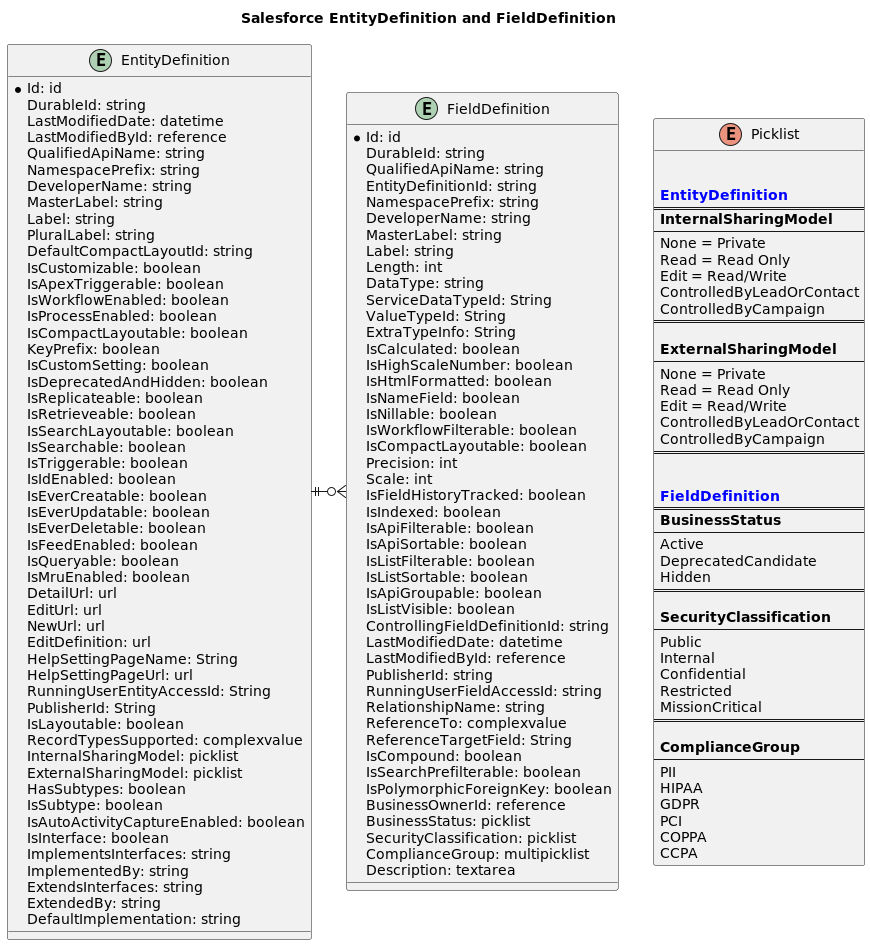 Salesforce EntityDefinition and FieldDefinition
E EntityDefinition
Id: id
DurableId: string
LastModifiedDate: datetime
LastModifiedById: reference
QualifiedApiName: string
NamespacePrefix: string
DeveloperName: string
MasterLabel: string
Label: string
PluralLabel: string
DefaultCompactLayoutId: string
IsCustomizable: boolean
IsApexTriggerable: boolean
IsWorkflowEnabled: boolean
IsProcessEnabled: boolean
IsCompactLayoutable: boolean
KeyPrefix: boolean
IsCustomSetting: boolean
IsDeprecatedAndHidden: boolean
IsReplicateable: boolean
IsRetrieveable: boolean
IsSearchLayoutable: boolean
IsSearchable: boolean
IsTriggerable: boolean
IsIdEnabled: boolean
IsEverCreatable: boolean
IsEverUpdatable: boolean
IsEverDeletable: boolean
IsFeedEnabled: boolean
IsQueryable: boolean
IsMruEnabled: boolean
DetailUrl: url
EditUrl: url
NewUrl: url
EditDefinition: url
HelpSettingPageName: String
HelpSettingPageUrl: url
RunningUserEntityAccessId: String
PublisherId: String
IsLayoutable: boolean
RecordTypesSupported: complexvalue
InternalSharingModel: picklist
ExternalSharingModel: picklist
HasSubtypes: boolean
IsSubtype: boolean
IsAutoActivityCaptureEnabled: boolean
IsInterface: boolean
ImplementsInterfaces: string
ImplementedBy: string
ExtendsInterfaces: string
ExtendedBy: string
DefaultImplementation: string
E FieldDefinition
Id: id
DurableId: string
QualifiedApiName: string
EntityDefinitionId: string
NamespacePrefix: string
DeveloperName: string
MasterLabel: string
Label: string
Length: int
DataType: string
ServiceDataTypeId: String
ValueTypeId: String
ExtraTypeInfo: String
IsCalculated: boolean
IsHighScaleNumber: boolean
IsHtmlFormatted: boolean
IsNameField: boolean
IsNillable: boolean
IsWorkflowFilterable: boolean
IsCompactLayoutable: boolean
Precision: int
Scale: int
IsFieldHistoryTracked: boolean
IsIndexed: boolean
IsApiFilterable: boolean
IsApiSortable: boolean
IsListFilterable: boolean
IsListSortable: boolean
IsApiGroupable: boolean
IsListVisible: boolean
ControllingFieldDefinitionId: string
LastModifiedDate: datetime
LastModifiedById: reference
PublisherId: string
RunningUserFieldAccessId: string
RelationshipName: string
ReferenceTo: complexvalue
ReferenceTargetField: String
IsCompound: boolean
IsSearchPrefilterable: boolean
IsPolymorphicForeignKey: boolean
BusinessOwnerId: reference
BusinessStatus: picklist
SecurityClassification: picklist
ComplianceGroup: multipicklist
Description: textarea
E Picklist
EntityDefinition
InternalSharingModel
None = Private
Read = Read Only
Edit = Read/Write
ControlledByLeadOrContact
ControlledByCampaign
ExternalSharingModel
None = Private
Read = Read Only
Edit = Read/Write
ControlledByLeadOrContact
ControlledByCampaign
FieldDefinition
BusinessStatus
Active
DeprecatedCandidate
Hidden
SecurityClassification
Public
Internal
Confidential
Restricted
MissionCritical
ComplianceGroup
PII
HIPAA
GDPR
PCI
COPPA
CCPA